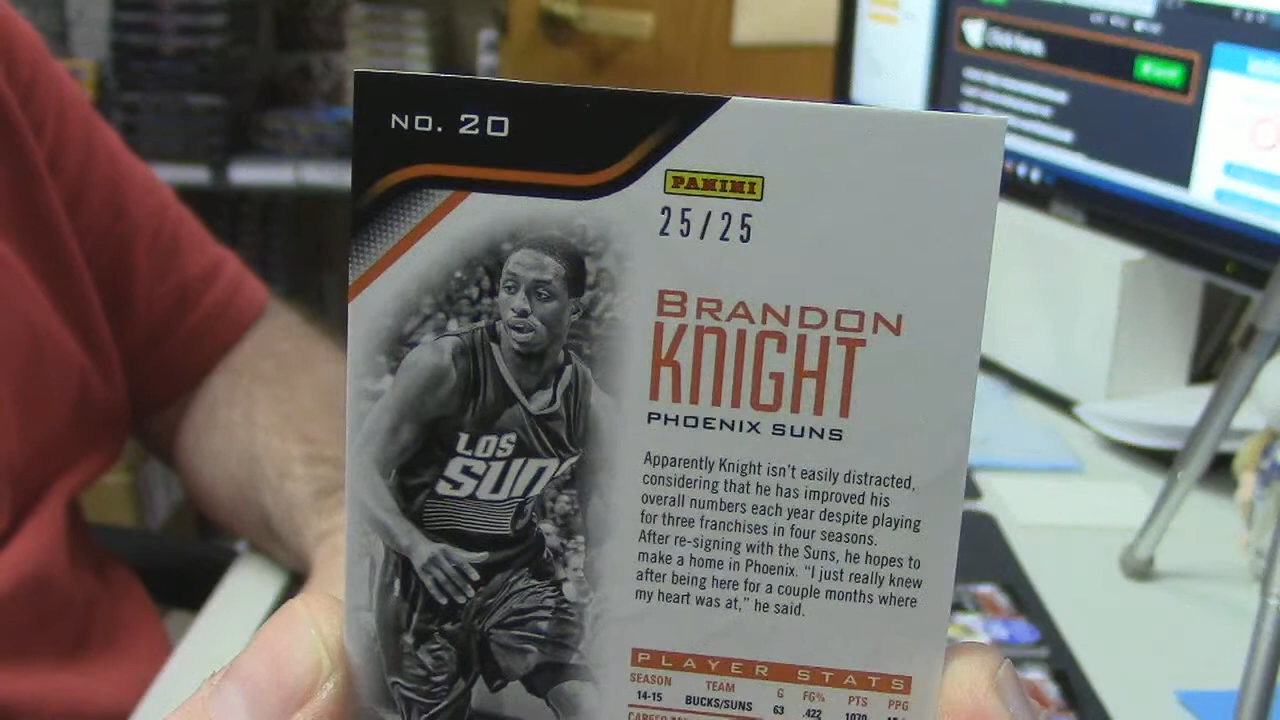 NO. 20
PANINI
25/25
BRANDON
KNIGHT
PHOENIX SUNS
LOS
SUN
Apparently Knight isn't easily distracted,
considering that he has improved his
overall numbers each year despite playing
for three franchises in four seasons.
After re-signing with the Suns, he hopes to
make a home in Phoenix. "I just really knew
after being here for a couple months where
my heart was at," he said.
PLAYER STATS
SEASON TEAM G FG% PTS PPG
14-15 BUCKS/SUNS 63 .422 1070
Click here